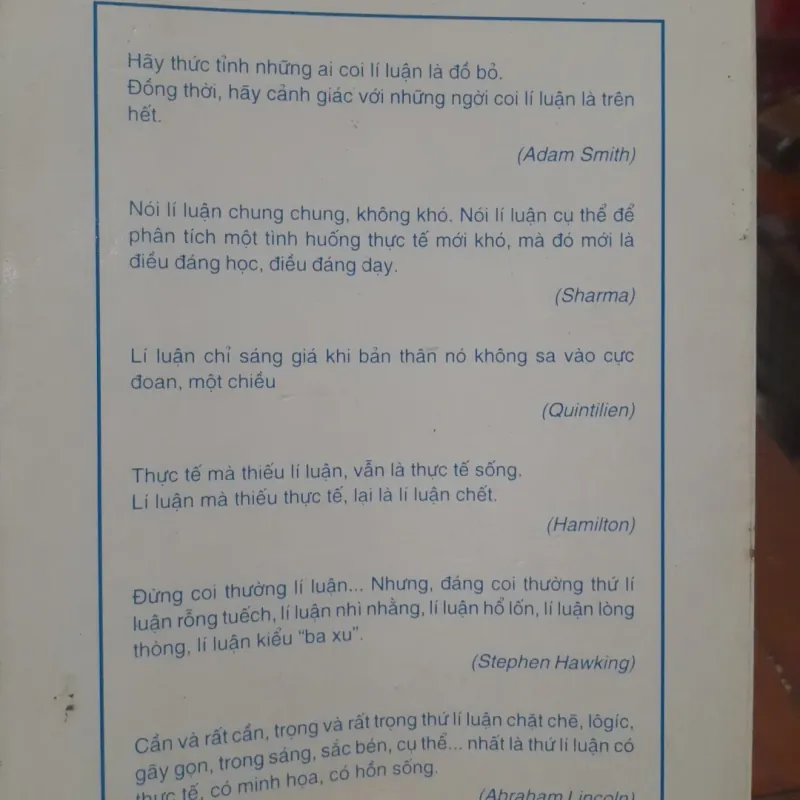 Hãy thức tỉnh những ai coi lí luận là đồ bỏ.
Đồng thời, hãy cảnh giác với những ngời coi lí luận là trên
hết.
(Adam Smith)
Nói lí luận chung chung, không khó. Nói lí luận cụ thể để
phân tích một tình huống thực tế mới khó, mà đó mới là
điều đáng học, điều đáng dạy.
(Sharma)
Lí luận chỉ sáng giá khi bản thân nó không sa vào cực
đoan, một chiều
(Quintilien)
Thực tế mà thiếu lí luận, vẫn là thực tế sống.
Lí luận mà thiếu thực tế, lại là lí luận chết.
(Hamilton)
Đừng coi thường lí luận... Nhưng, đáng coi thường thứ lí
luận rỗng tuếch, lí luận nhì nhằng, lí luận hổ lốn, lí luận lòng
thòng, lí luận kiểu “ba xu”.
(Stephen Hawking)
Cần và rất cần, trọng và rất trọng thứ lí luận chặt chẽ, lôgíc,
gãy gọn, trong sáng, sắc bén, cụ thể... nhất là thứ lí luận có
thực tế, có minh họa, có hồn sống.
(Abraham Lincoln)